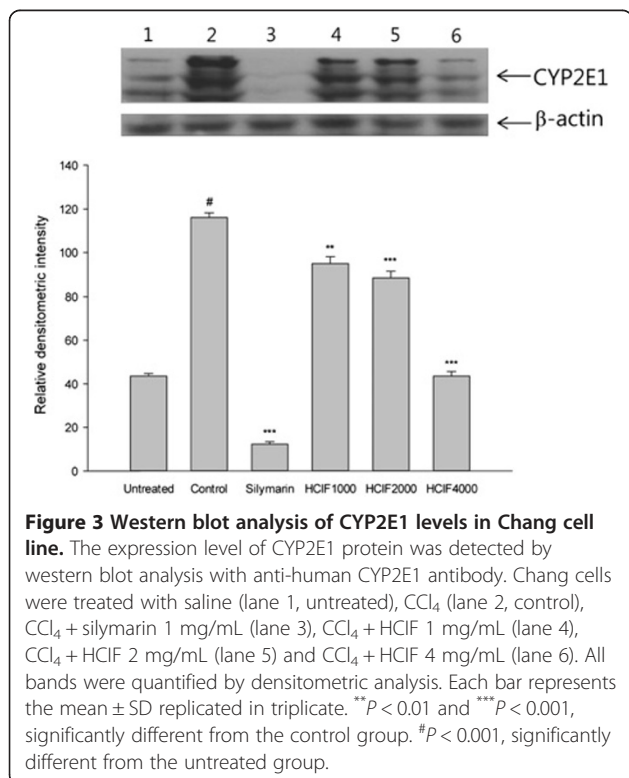 1 2 3 4 5 6
CYP2E1
β-actin
140
120
100
80
60
40
20
0
Relative densitometric intensity
#
***
**
***
***
Untreated Control Silymarin HCIF1000 HCIF2000 HCIF4000
Figure 3 Western blot analysis of CYP2E1 levels in Chang cell
line. The expression level of CYP2E1 protein was detected by
western blot analysis with anti-human CYP2E1 antibody. Chang cells
were treated with saline (lane 1, untreated), CCl₄ (lane 2, control),
CCl₄ + silymarin 1 mg/mL (lane 3), CCl₄ + HCIF 1 mg/mL (lane 4),
CCl₄ + HCIF 2 mg/mL (lane 5) and CCl₄ + HCIF 4 mg/mL (lane 6). All
bands were quantified by densitometric analysis. Each bar represents
the mean ± SD replicated in triplicate. **P < 0.01 and ***P < 0.001,
significantly different from the control group. #P < 0.001, significantly
different from the untreated group.